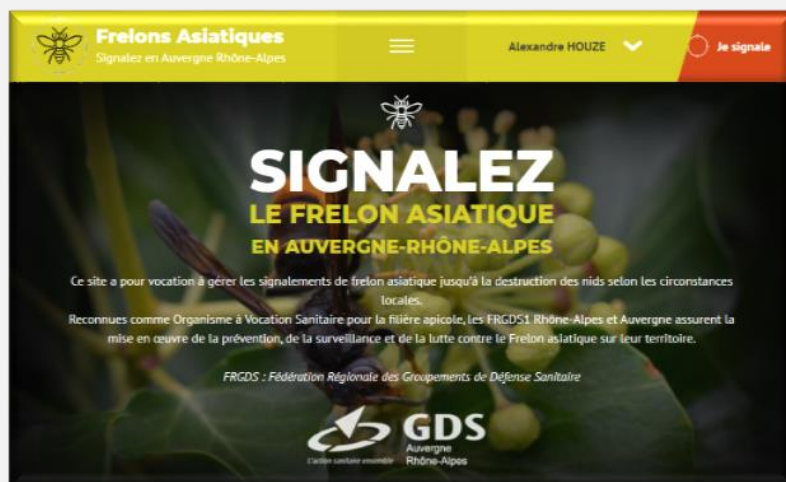 Frelons Asiatiques
Signalez en Auvergne Rhône-Alpes
Alexandre HOUZE
Je signale
SIGNALEZ
LE FRELON ASIATIQUE
EN AUVERGNE-RHÔNE-ALPES
Ce site a pour vocation à gérer les signalements de frelon asiatique jusqu'à la destruction des nids selon les circonstances
locales.
Reconnues comme Organisme à Vocation Sanitaire pour la filière apicole, les FRGDS1 Rhône-Alpes et Auvergne assurent la
mise en œuvre de la prévention, de la surveillance et de la lutte contre le Frelon asiatique sur leur territoire.
FRGDS : Fédération Régionale des Groupements de Défense Sanitaire
GDS
Auvergne
Rhône-Alpes
L'action sanitaire ensemble